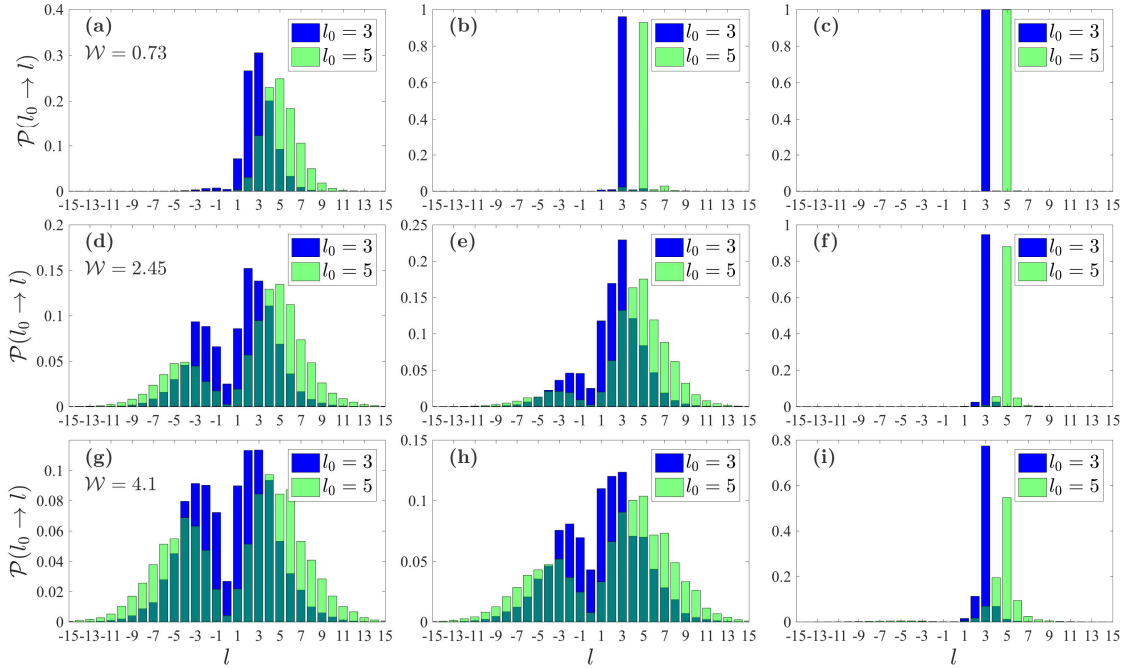 (a)
𝒲 = 0.73
l₀ = 3
l₀ = 5
𝒫(l₀ → l)
0.4
0.3
0.2
0.1
0
-15 -13 -11 -9 -7 -5 -3 -1 1 3 5 7 9 11 13 15
(b)
l₀ = 3
l₀ = 5
1
0.8
0.6
0.4
0.2
0
-15 -13 -11 -9 -7 -5 -3 -1 1 3 5 7 9 11 13 15
(c)
l₀ = 3
l₀ = 5
1
0.8
0.6
0.4
0.2
0
-15 -13 -11 -9 -7 -5 -3 -1 1 3 5 7 9 11 13 15
(d)
𝒲 = 2.45
l₀ = 3
l₀ = 5
𝒫(l₀ → l)
0.2
0.15
0.1
0.05
0
-15 -13 -11 -9 -7 -5 -3 -1 1 3 5 7 9 11 13 15
(e)
l₀ = 3
l₀ = 5
0.25
0.2
0.15
0.1
0.05
0
-15 -13 -11 -9 -7 -5 -3 -1 1 3 5 7 9 11 13 15
(f)
l₀ = 3
l₀ = 5
1
0.8
0.6
0.4
0.2
0
-15 -13 -11 -9 -7 -5 -3 -1 1 3 5 7 9 11 13 15
(g)
𝒲 = 4.1
l₀ = 3
l₀ = 5
𝒫(l₀ → l)
0.1
0.08
0.06
0.04
0.02
0
-15 -13 -11 -9 -7 -5 -3 -1 1 3 5 7 9 11 13 15
l
(h)
l₀ = 3
l₀ = 5
0.15
0.1
0.05
0
-15 -13 -11 -9 -7 -5 -3 -1 1 3 5 7 9 11 13 15
l
(i)
l₀ = 3
l₀ = 5
0.8
0.6
0.4
0.2
0
-15 -13 -11 -9 -7 -5 -3 -1 1 3 5 7 9 11 13 15
l